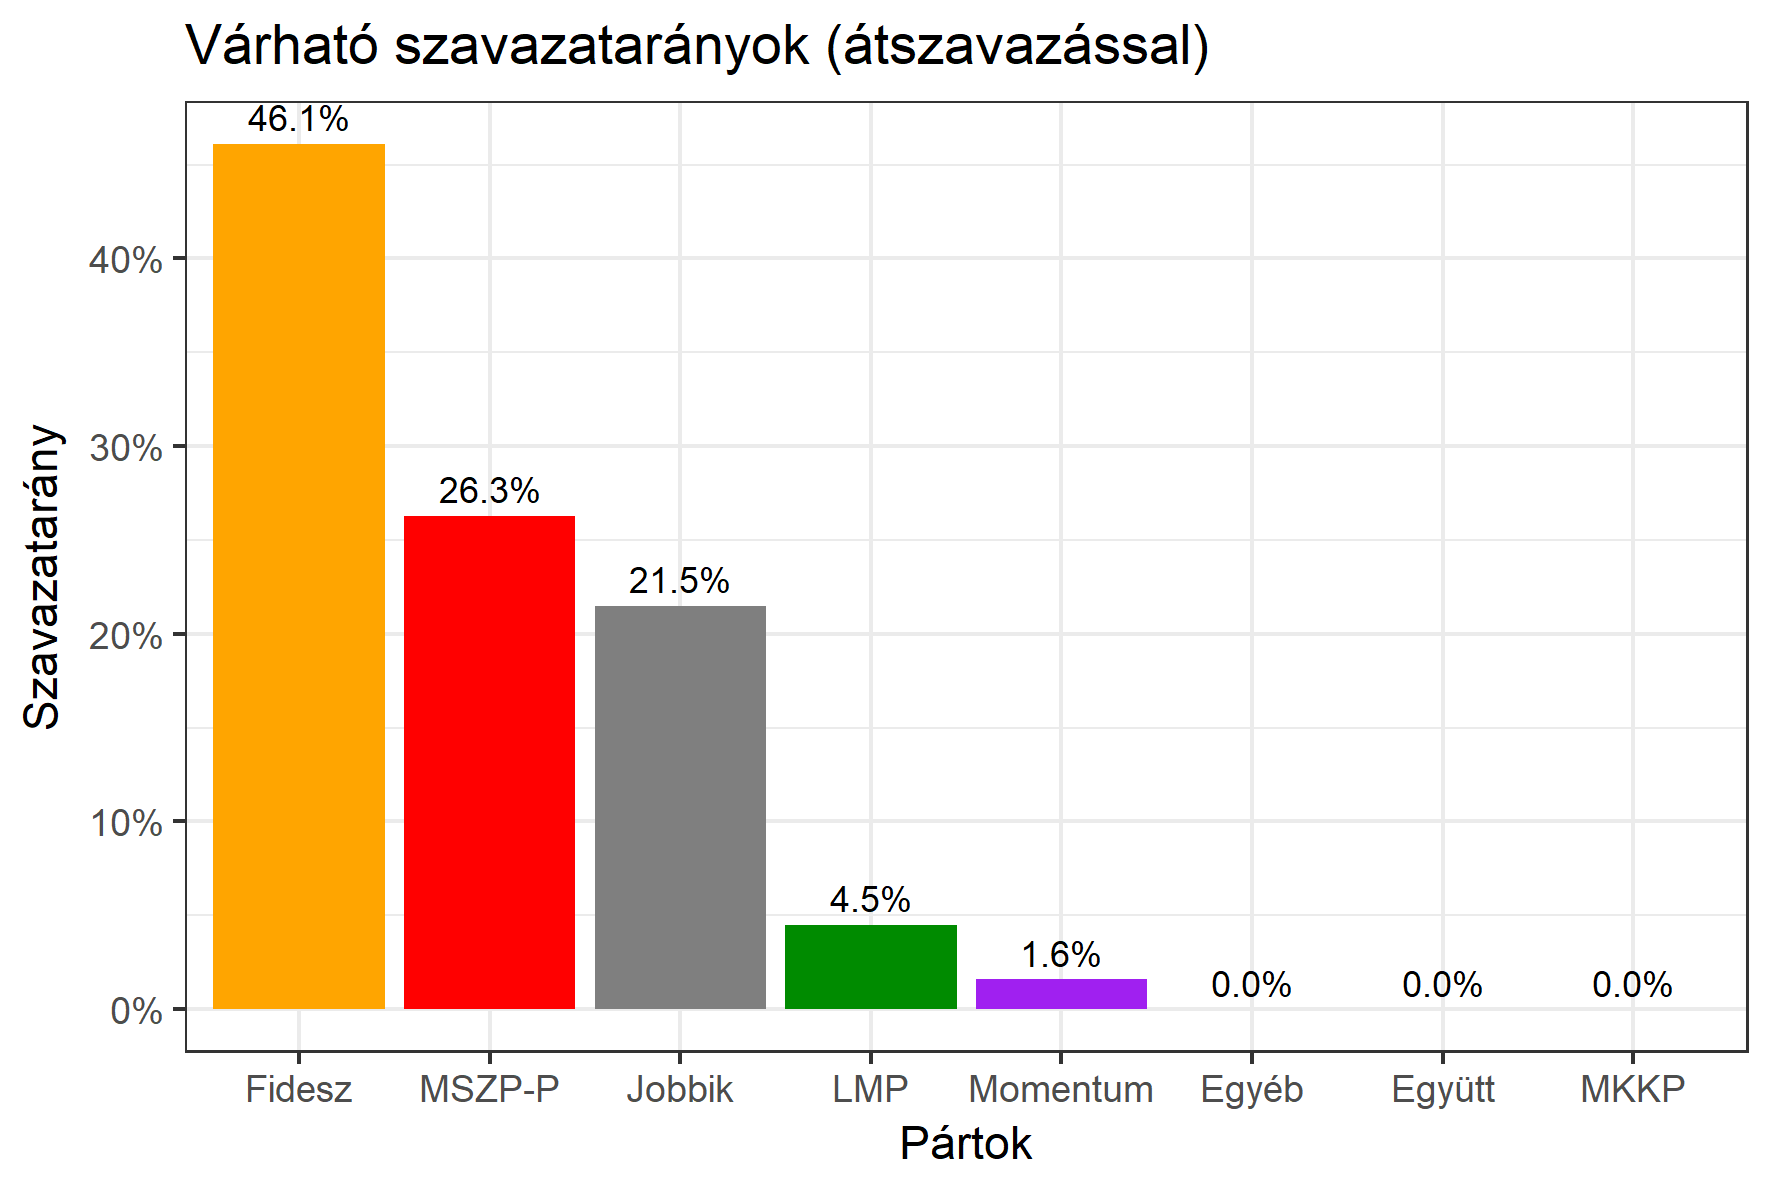 Várható szavazatarányok (átszavazással)
46.1%
26.3%
21.5%
4.5%
1.6%
0.0%
0.0%
0.0%
40%
30%
20%
10%
0%
Szavazatarány
Fidesz
MSZP-P
Jobbik
LMP
Momentum
Egyéb
Együtt
MKKP
Pártok